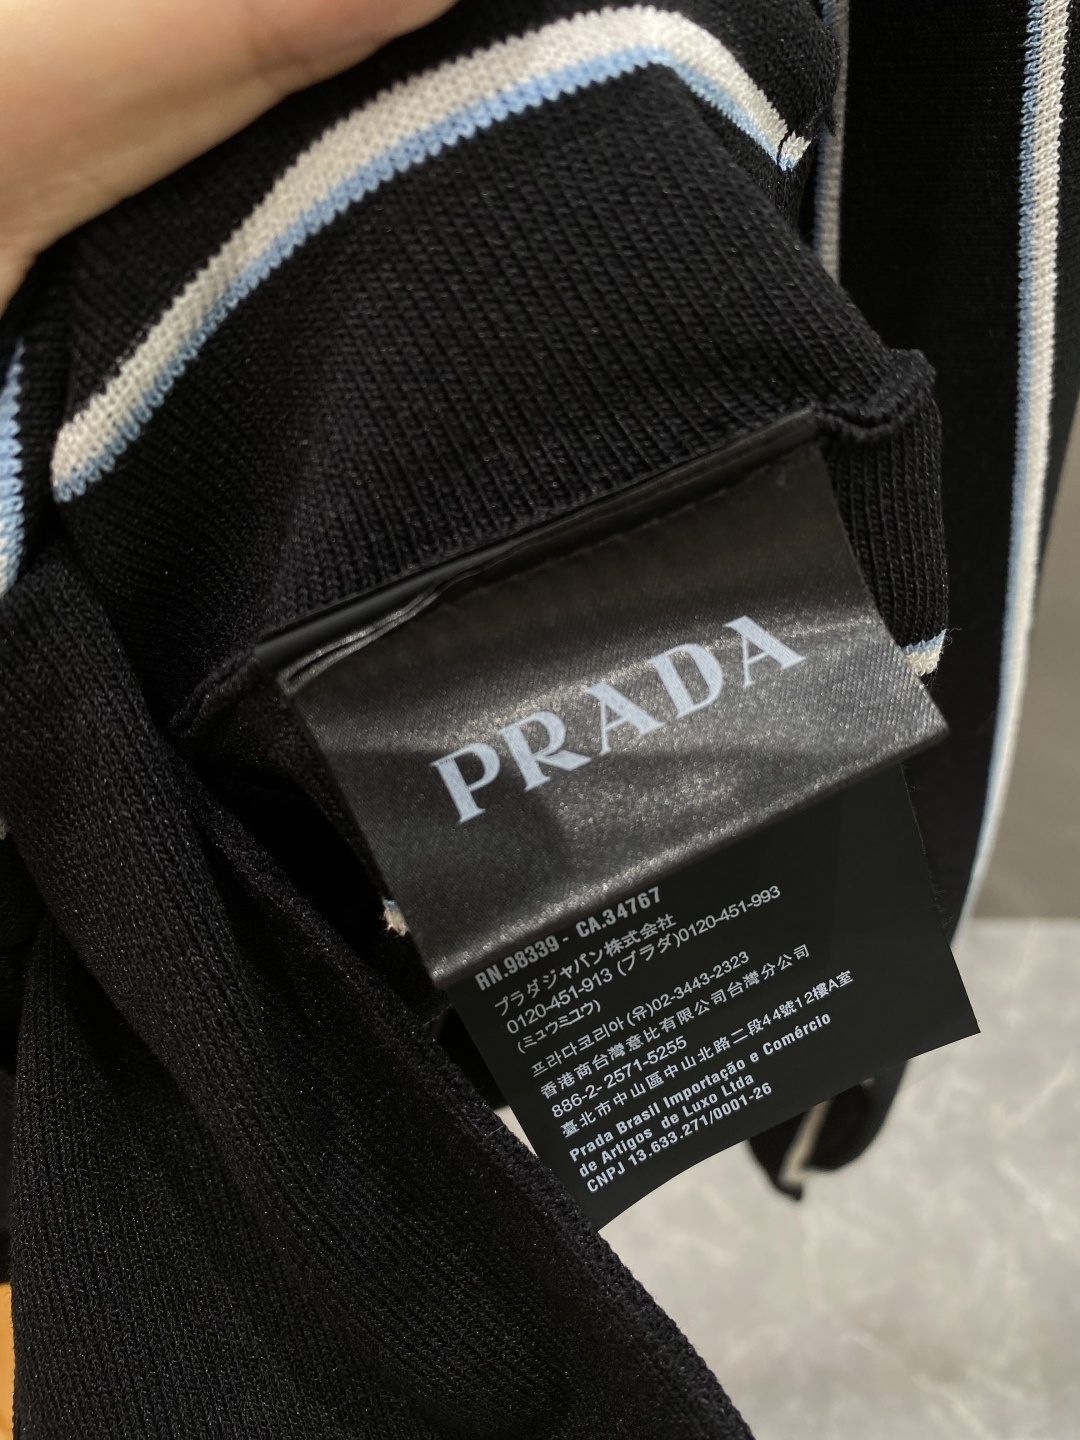 PRADA
RN.98339 - CA.34767
プラダジャパン株式会社
0120-451-913 (プラダ)0120-451-993
(ミュウミュウ)
프라다코리아(유)02-3443-2323
香港商台灣意比有限公司台灣分公司
886-2-2571-5255
臺北市中山區中山北路二段44號12樓A室
Prada Brasil Importação e Comércio
de Artigos de Luxo Ltda
CNPJ 13.633.271/0001-26